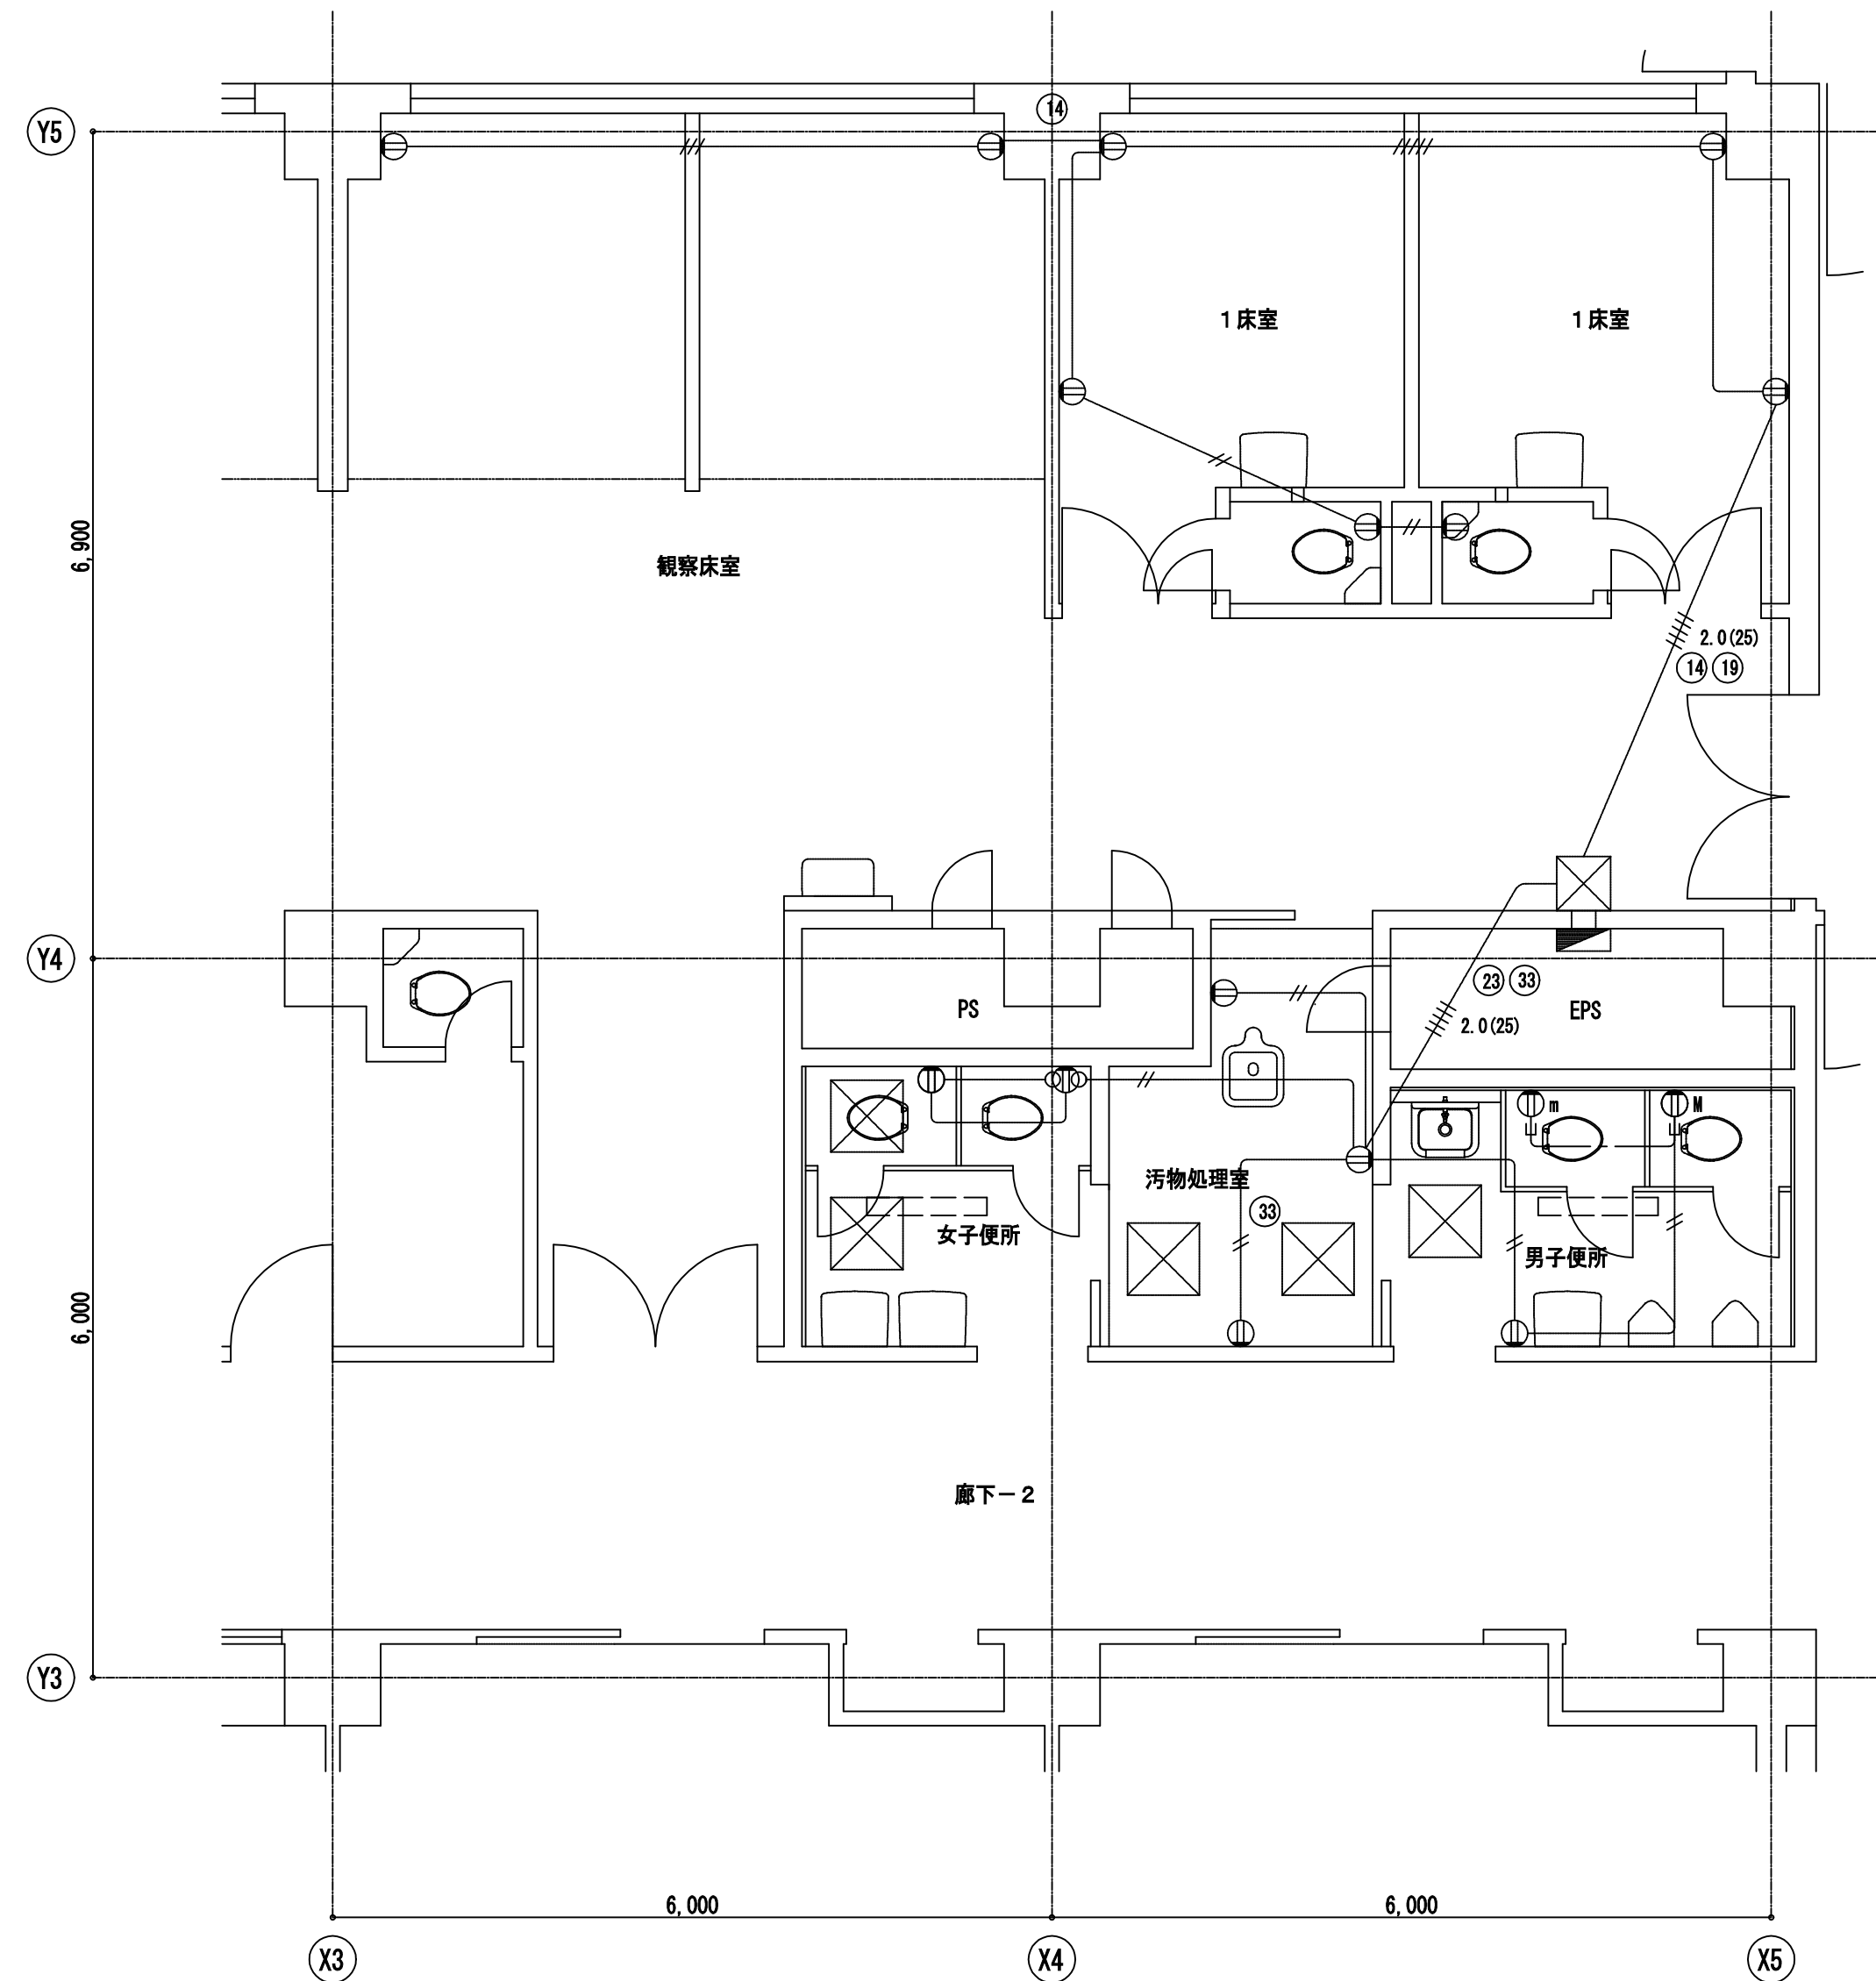 14
Y5
1床室
1床室
6,900
観察床室
2.0(25)
14
19
Y4
23
33
PS
EPS
2.0(25)
m
M
汚物処理室
33
女子便所
男子便所
6,000
廊下－2
Y3
6,000
6,000
X3
X4
X5